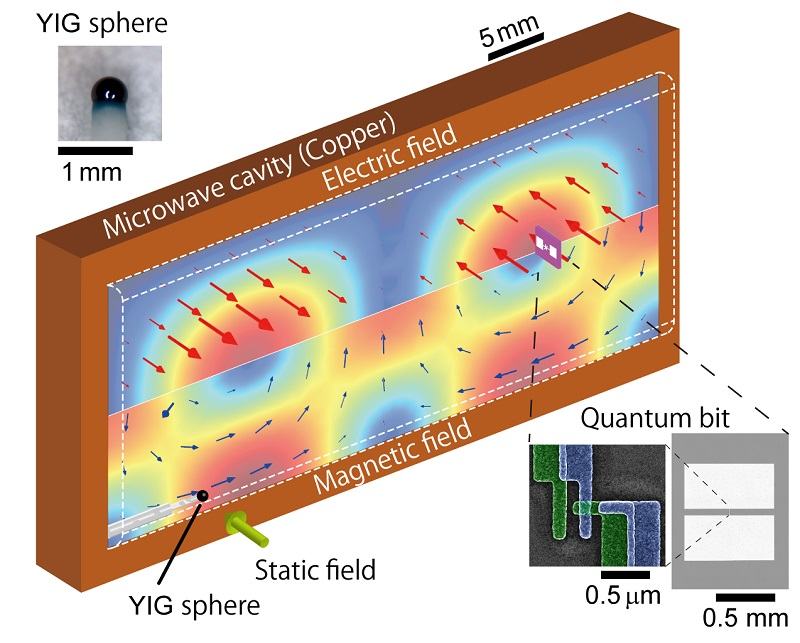 YIG sphere
1 mm
5 mm
Microwave cavity (Copper)
Electric field
Magnetic field
Static field
YIG sphere
Quantum bit
0.5 μm
0.5 mm